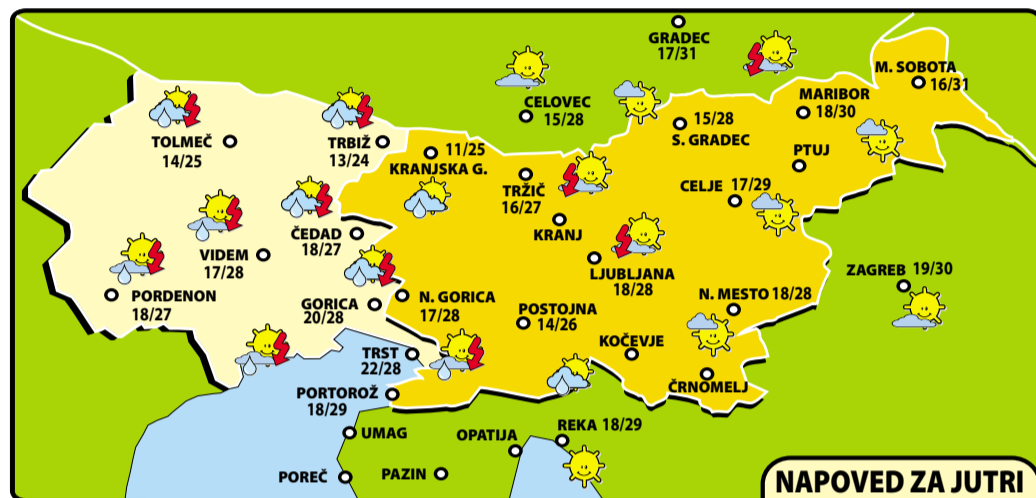 GRADEC
17/31
M. SOBOTA
16/31
CELOVEC
15/28
MARIBOR
18/30
15/28
S. GRADEC
TOLMEČ
14/25
TRBIŽ
13/24
11/25
KRANJSKA G.
TRŽIČ
16/27
PTUJ
CELJE 17/29
KRANJ
ČEDAD
18/27
VIDEM
17/28
LJUBLJANA
18/28
ZAGREB 19/30
PORDENON
18/27
GORICA
20/28
N. GORICA
17/28
POSTOJNA
14/26
N. MESTO 18/28
KOČEVJE
TRST
22/28
ČRNOMELJ
PORTOROŽ
18/29
UMAG
OPATIJA
REKA 18/29
POREČ
PAZIN
NAPOVED ZA JUTRI